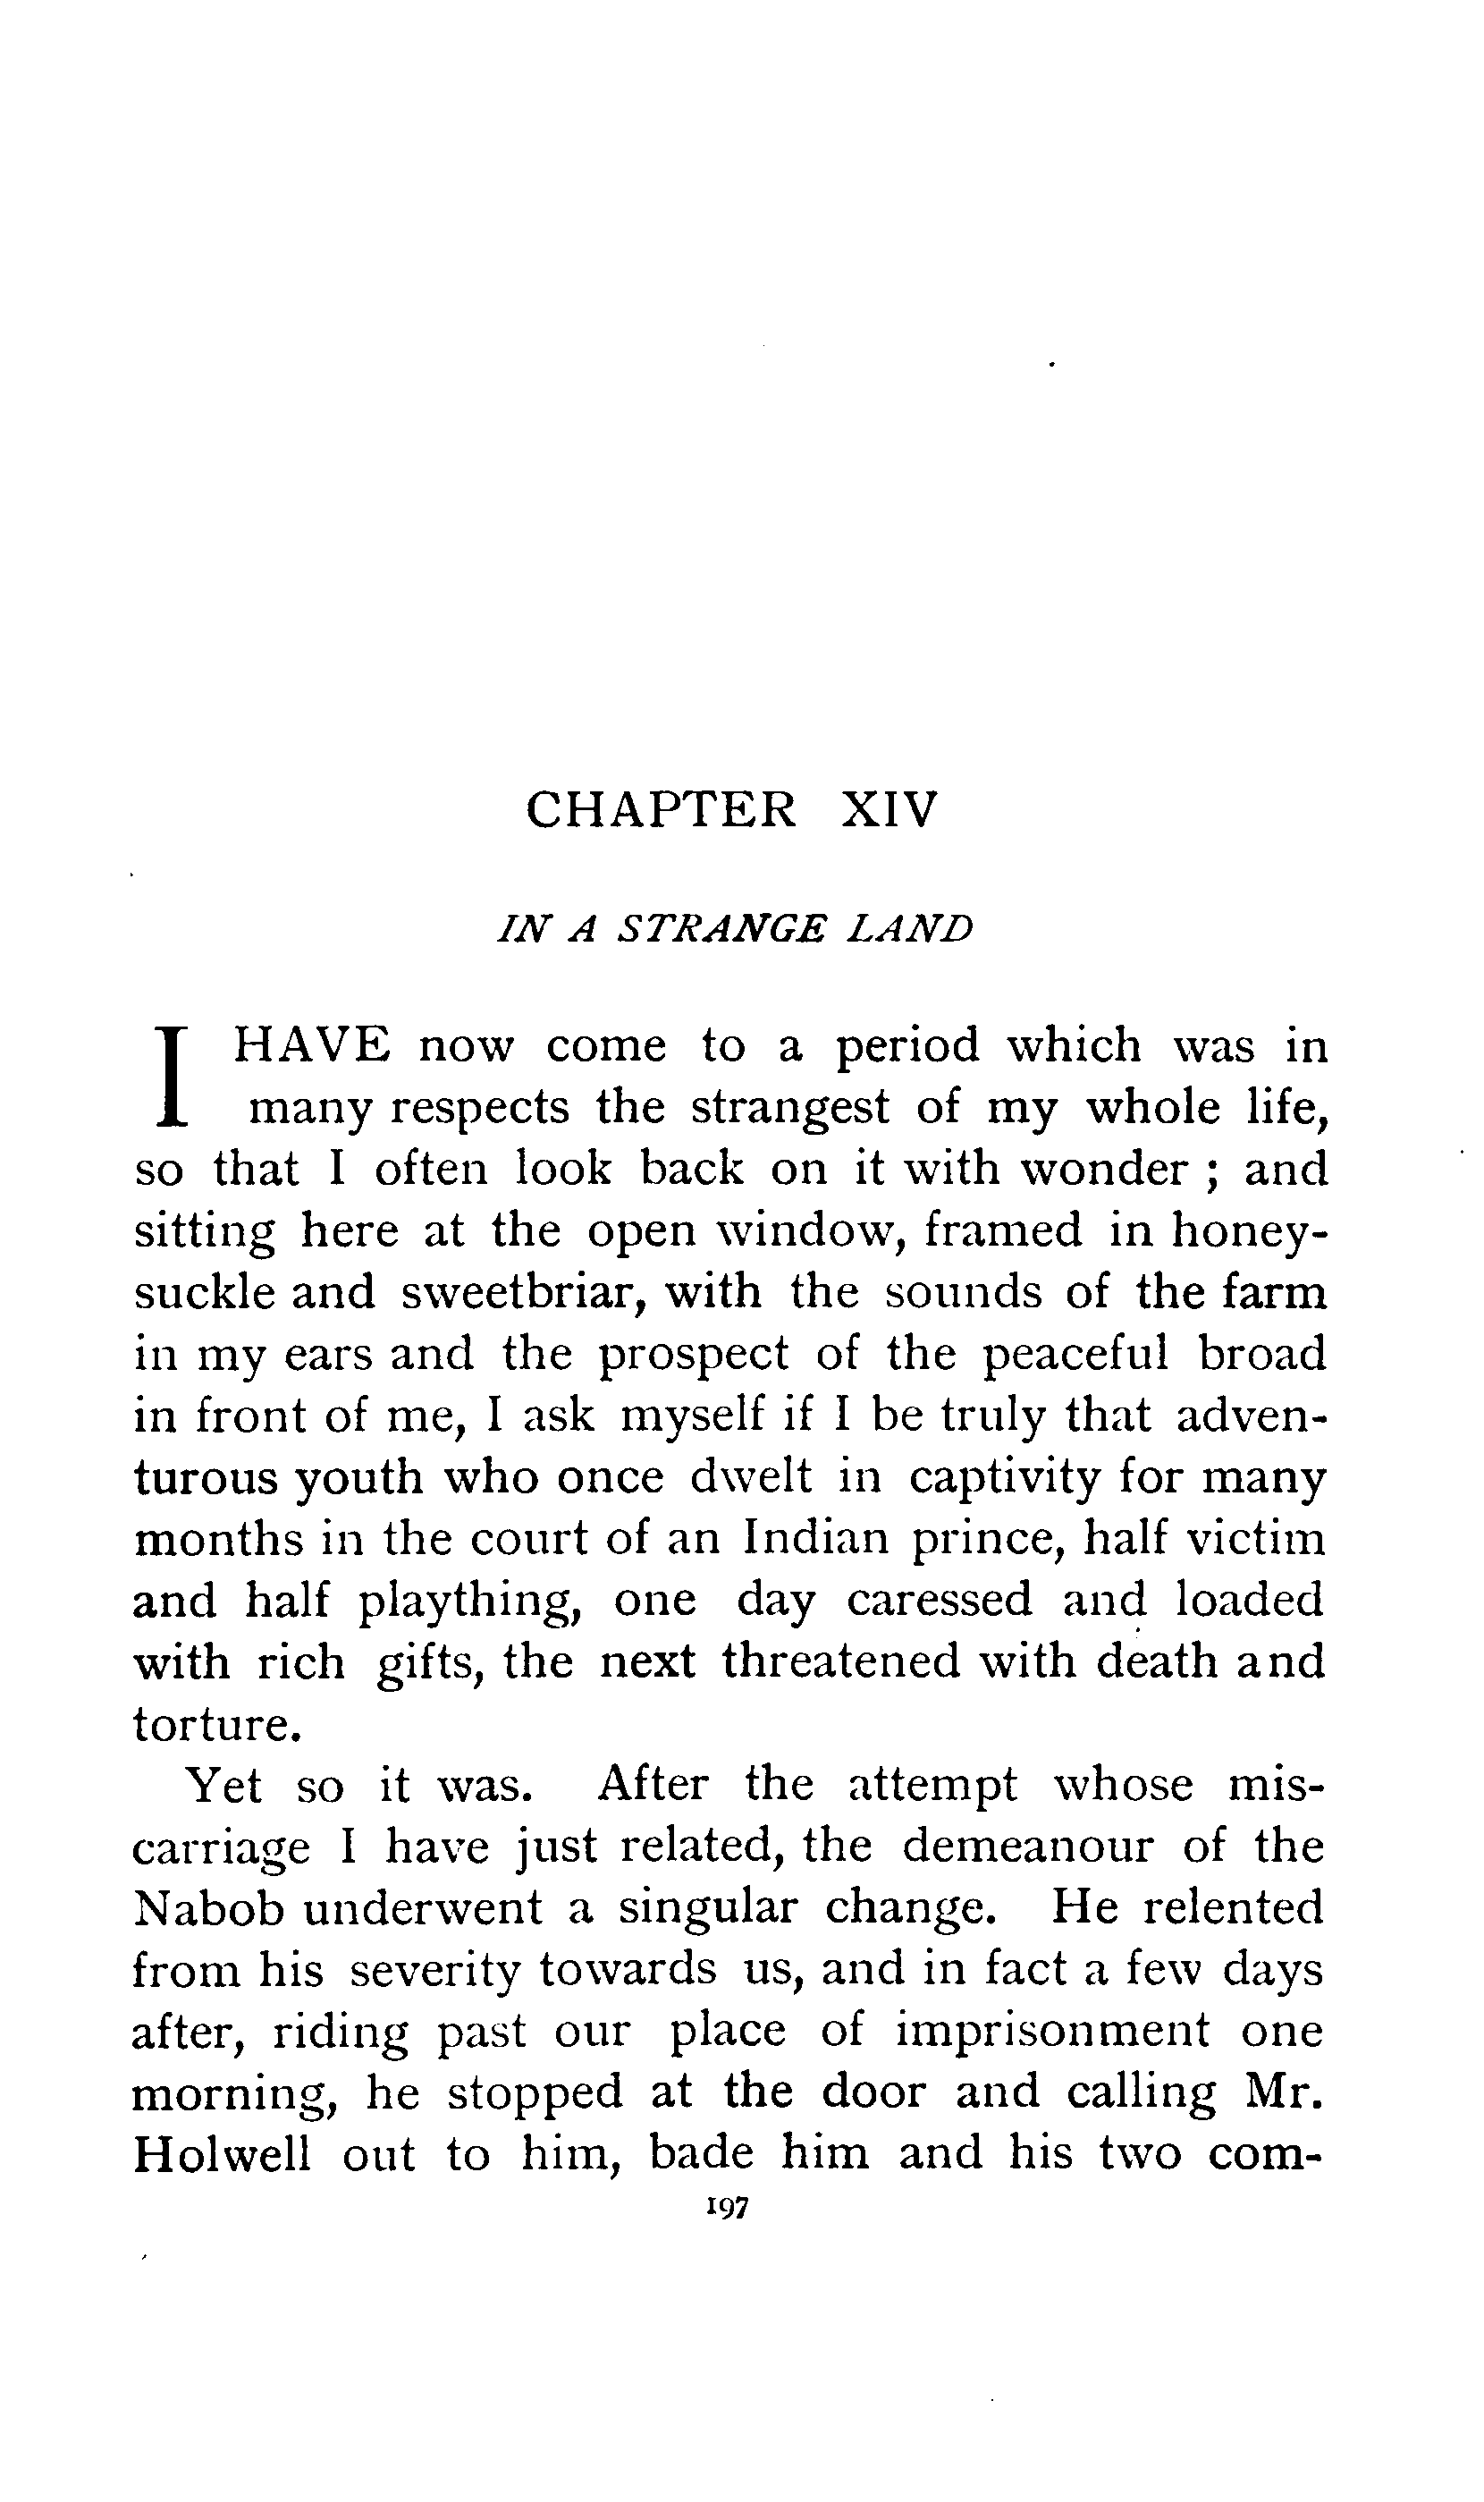 CHAPTER XIV
IN A STRANGE LAND
I HAVE now come to a period which was in
many respects the strangest of my whole life,
so that I often look back on it with wonder ; and
sitting here at the open window, framed in honey-
suckle and sweetbriar, with the sounds of the farm
in my ears and the prospect of the peaceful broad
in front of me, I ask myself if I be truly that adven-
turous youth who once dwelt in captivity for many
months in the court of an Indian prince, half victim
and half plaything, one day caressed and loaded
with rich gifts, the next threatened with death and
torture.
Yet so it was. After the attempt whose mis-
carriage I have just related, the demeanour of the
Nabob underwent a singular change. He relented
from his severity towards us, and in fact a few days
after, riding past our place of imprisonment one
morning, he stopped at the door and calling Mr.
Holwell out to him, bade him and his two com-
197